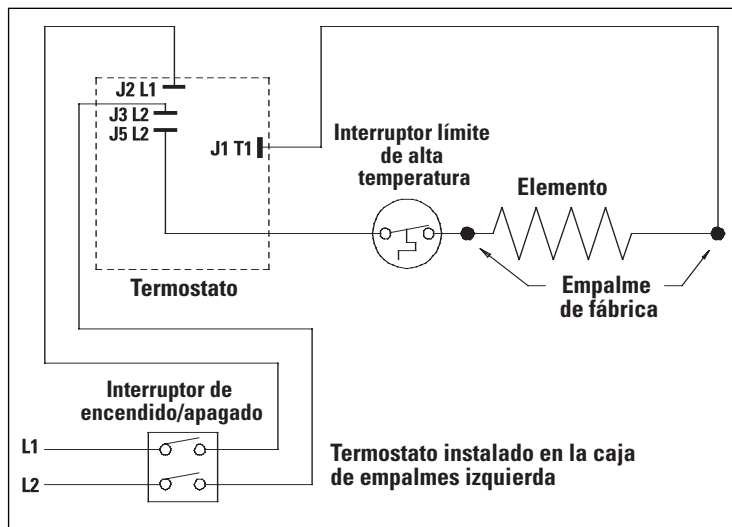 J2 L1
J3 L2
J5 L2
J1 T1
Interruptor límite
de alta
temperatura
Elemento
Termostato
Empalme
de fábrica
Interruptor de
encendido/apagado
L1
L2
Termostato instalado en la caja
de empalmes izquierda